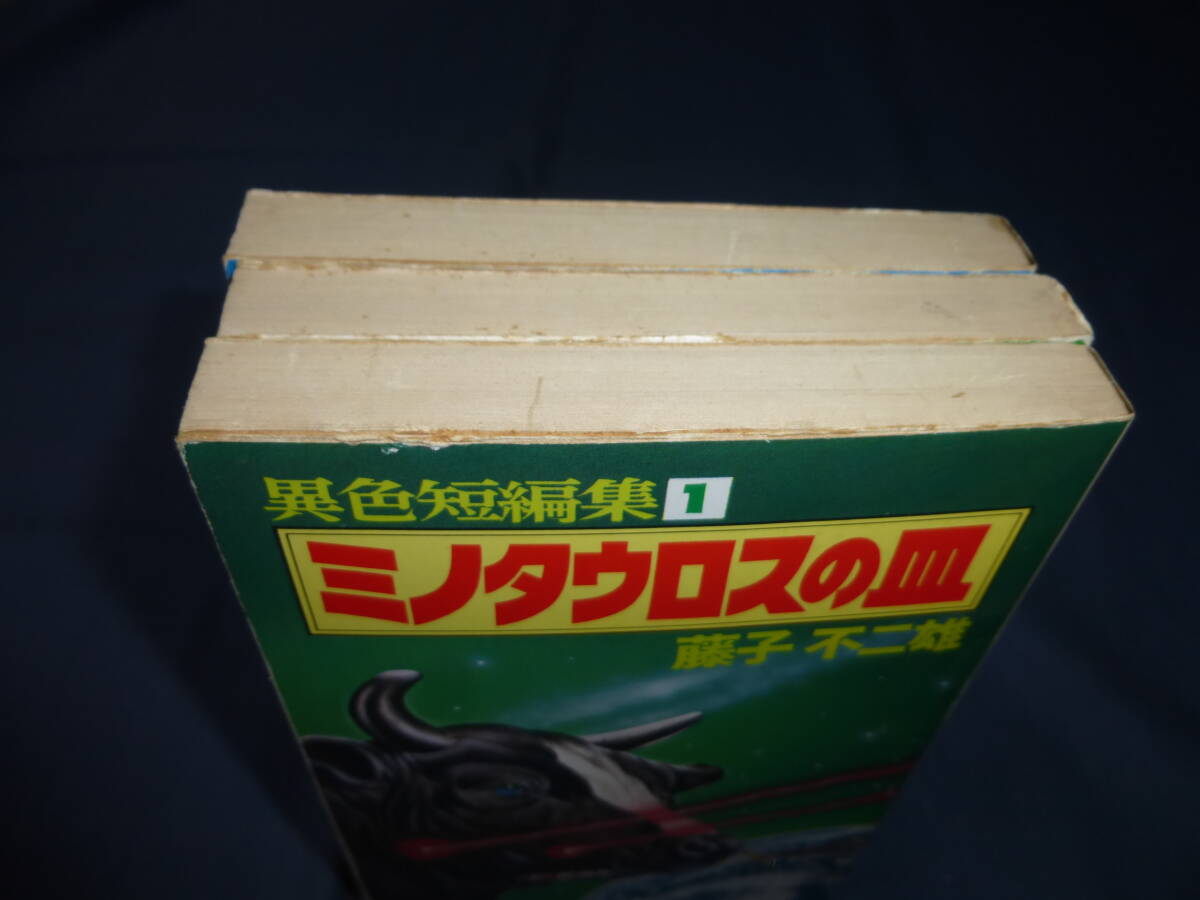 異色短編集1
ミノタウロスの皿
藤子 不二雄